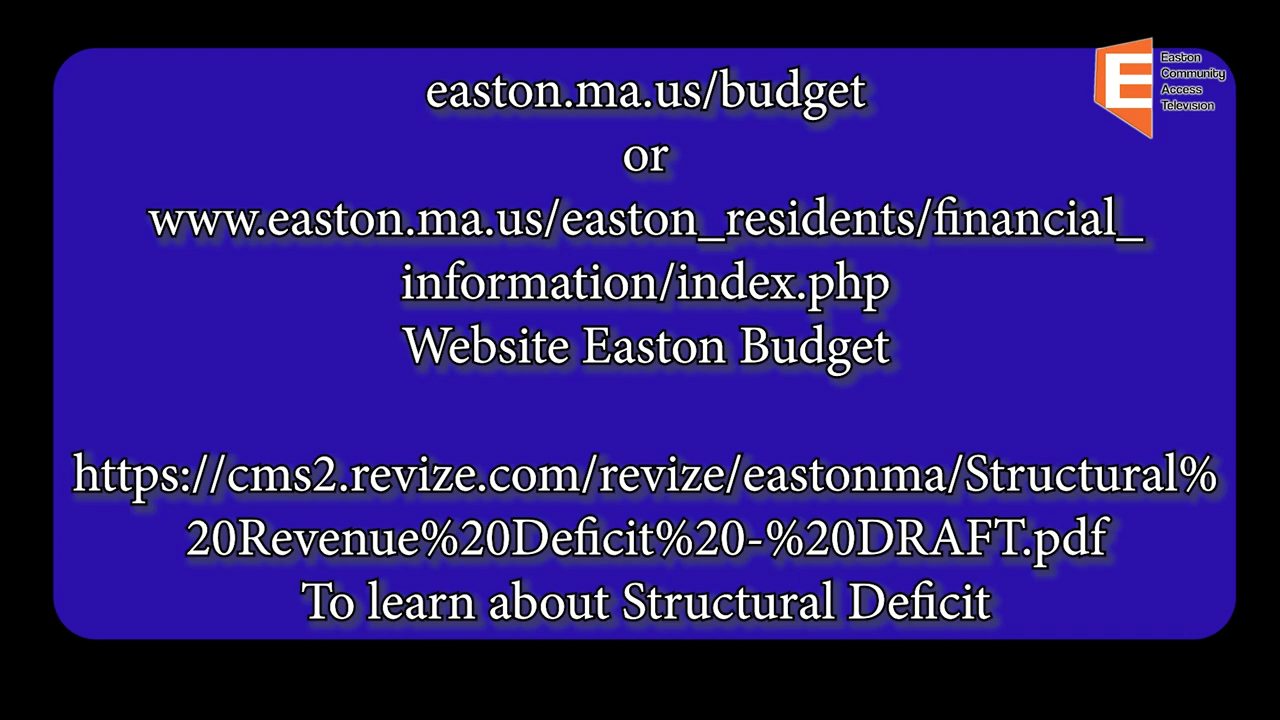 easton.ma.us/budget
or
www.easton.ma.us/easton_residents/financial_
information/index.php
Website Easton Budget
https://cms2.revize.com/revize/eastonma/Structural%
20Revenue%20Deficit%20-%20DRAFT.pdf
To learn about Structural Deficit
E
Easton
Community
Access
Television